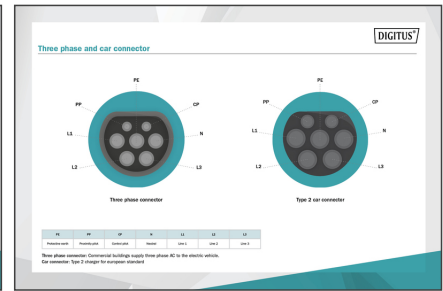 DIGITUS®
Three phase and car connector
PE
PP
CP
L1
N
L2
L3
Three phase connector
PE
PP
CP
L1
N
L2
L3
Type 2 car connector
PE PP CP N L1 L2 L3
Protective earth Proximity pilot Control pilot Neutral Line 1 Line 2 Line 3
Three phase connector: Commercial buildings supply three phase AC to the electric vehicle.
Car connector: Type 2 charger for european standard